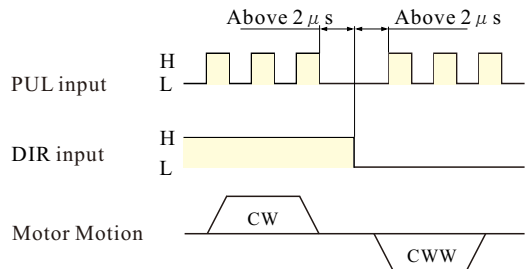 Above 2 μ s Above 2 μ s
H
PUL input L
H
DIR input L
CW
Motor Motion
CWW